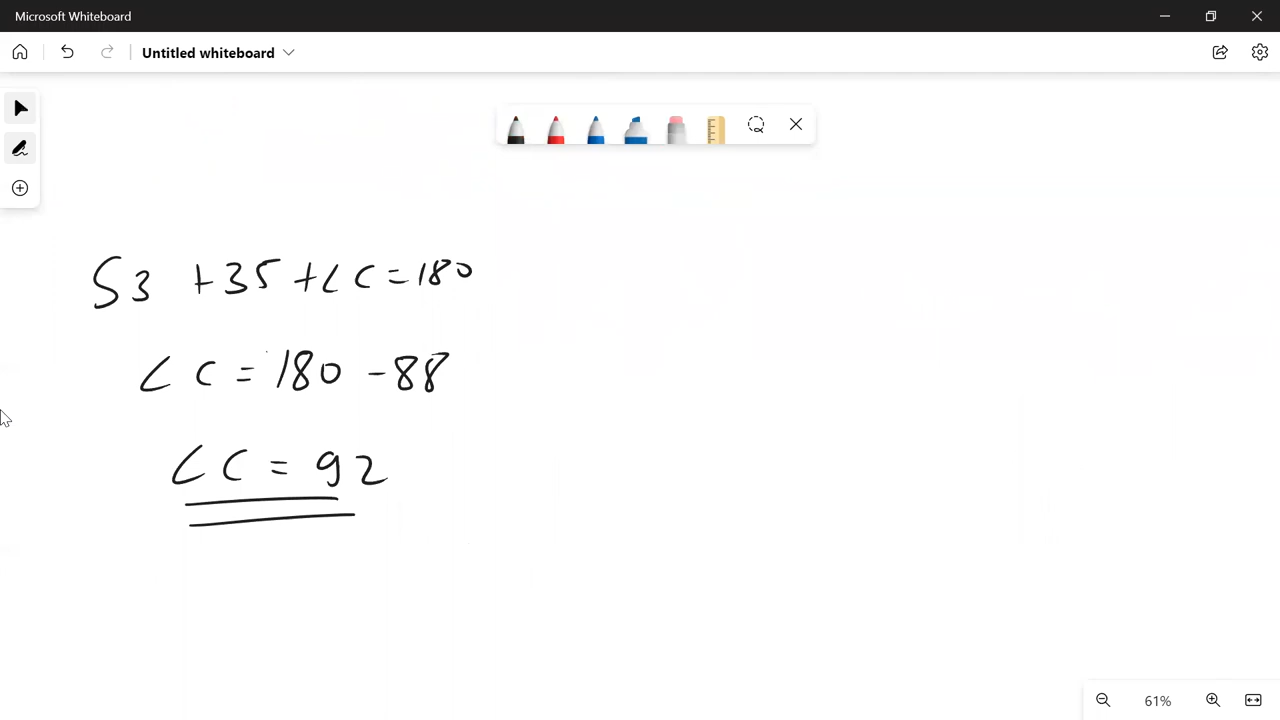 Microsoft Whiteboard
Untitled whiteboard
53 +35 +∠C = 180
∠C = 180 - 88
∠C = 92
61%